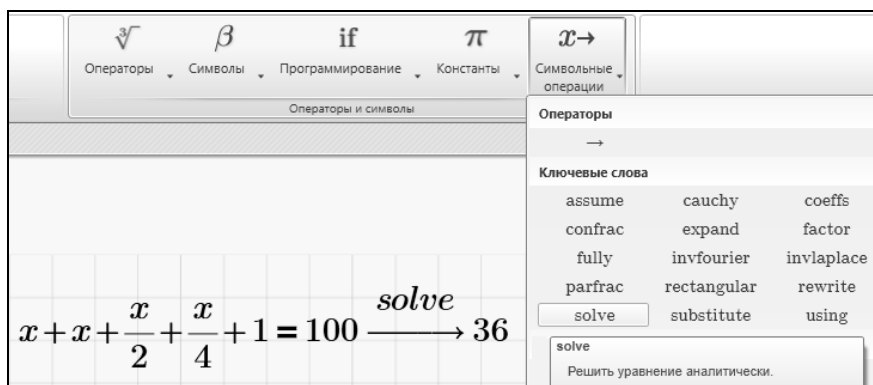 ∛ β if π x→
Операторы Символы Программирование Константы Символьные операции
Операторы и символы
Операторы
→
Ключевые слова
assume cauchy coeffs
confrac expand factor
fully invfourier invlaplace
parfrac rectangular rewrite
solve substitute using
solve
Решить уравнение аналитически.
x+x+x/2+x/4+1=100 solve→ 36